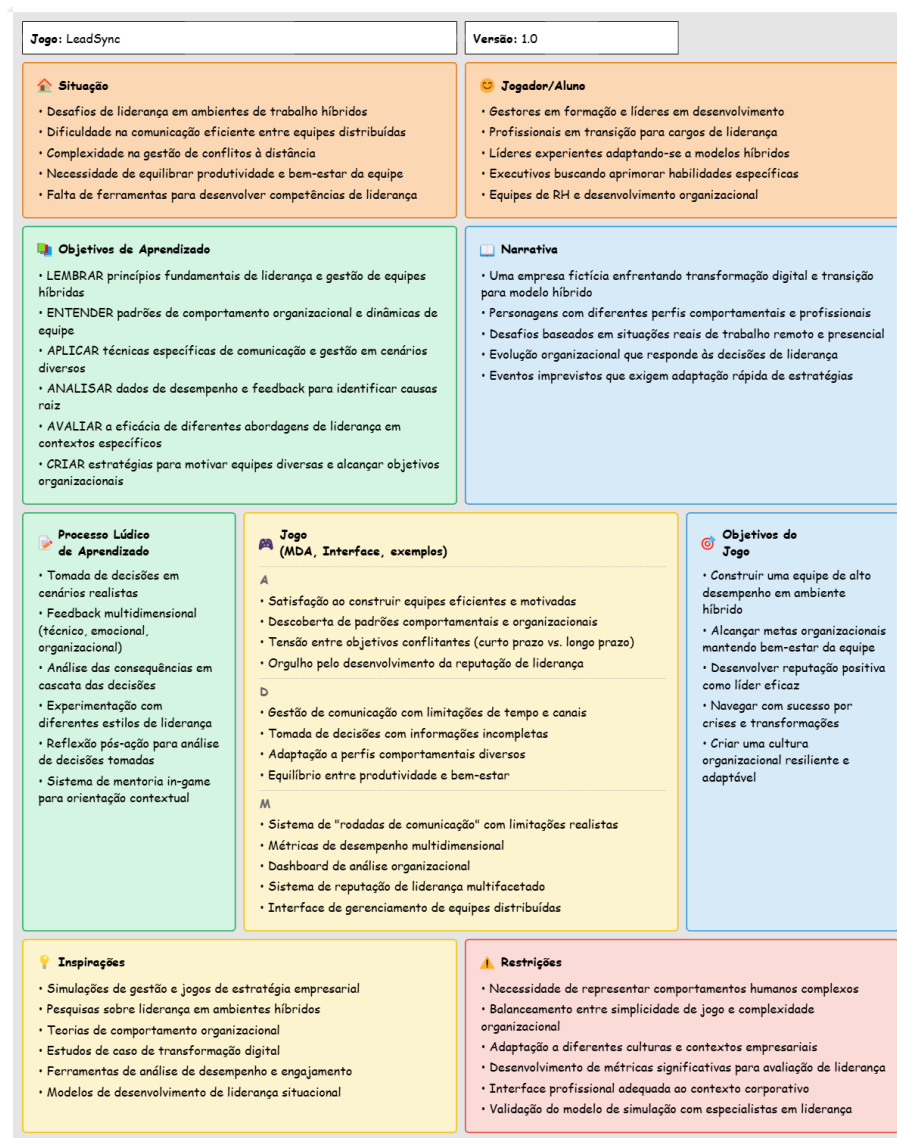 Jogo: LeadSync
Versão: 1.0
Situação
• Desafios de liderança em ambientes de trabalho híbridos
• Dificuldade na comunicação eficiente entre equipes distribuídas
• Complexidade na gestão de conflitos à distância
• Necessidade de equilibrar produtividade e bem-estar da equipe
• Falta de ferramentas para desenvolver competências de liderança
Jogador/Aluno
• Gestores em formação e líderes em desenvolvimento
• Profissionais em transição para cargos de liderança
• Líderes experientes adaptando-se a modelos híbridos
• Executivos buscando aprimorar habilidades específicas
• Equipes de RH e desenvolvimento organizacional
Objetivos de Aprendizado
• LEMBRAR princípios fundamentais de liderança e gestão de equipes
híbridas
• ENTENDER padrões de comportamento organizacional e dinâmicas de
equipe
• APLICAR técnicas específicas de comunicação e gestão em cenários
diversos
• ANALISAR dados de desempenho e feedback para identificar causas
raiz
• AVALIAR a eficácia de diferentes abordagens de liderança em
contextos específicos
• CRIAR estratégias para motivar equipes diversas e alcançar objetivos
organizacionais
Narrativa
• Uma empresa fictícia enfrentando transformação digital e transição
para modelo híbrido
• Personagens com diferentes perfis comportamentais e profissionais
• Desafios baseados em situações reais de trabalho remoto e presencial
• Evolução organizacional que responde às decisões de liderança
• Eventos imprevistos que exigem adaptação rápida de estratégias
Processo Lúdico
de Aprendizado
• Tomada de decisões em
cenários realistas
• Feedback multidimensional
(técnico, emocional,
organizacional)
• Análise das consequências em
cascata das decisões
• Experimentação com
diferentes estilos de liderança
• Reflexão pós-ação para análise
de decisões tomadas
• Sistema de mentoria in-game
para orientação contextual
Jogo
(MDA, Interface, exemplos)
A
• Satisfação ao construir equipes eficientes e motivadas
• Descoberta de padrões comportamentais e organizacionais
• Tensão entre objetivos conflitantes (curto prazo vs. longo prazo)
• Orgulho pelo desenvolvimento da reputação de liderança
D
• Gestão de comunicação com limitações de tempo e canais
• Tomada de decisões com informações incompletas
• Adaptação a perfis comportamentais diversos
• Equilíbrio entre produtividade e bem-estar
M
• Sistema de "rodadas de comunicação" com limitações realistas
• Métricas de desempenho multidimensional
• Dashboard de análise organizacional
• Sistema de reputação de liderança multifacetado
• Interface de gerenciamento de equipes distribuídas
Objetivos do
Jogo
• Construir uma equipe de alto
desempenho em ambiente
híbrido
• Alcançar metas organizacionais
mantendo bem-estar da equipe
• Desenvolver reputação positiva
como líder eficaz
• Navegar com sucesso por
crises e transformações
• Criar uma cultura
organizacional resiliente e
adaptável
Inspirações
• Simulações de gestão e jogos de estratégia empresarial
• Pesquisas sobre liderança em ambientes híbridos
• Teorias de comportamento organizacional
• Estudos de caso de transformação digital
• Ferramentas de análise de desempenho e engajamento
• Modelos de desenvolvimento de liderança situacional
Restrições
• Necessidade de representar comportamentos humanos complexos
• Balanceamento entre simplicidade de jogo e complexidade
organizacional
• Adaptação a diferentes culturas e contextos empresariais
• Desenvolvimento de métricas significativas para avaliação de liderança
• Interface profissional adequada ao contexto corporativo
• Validação do modelo de simulação com especialistas em liderança